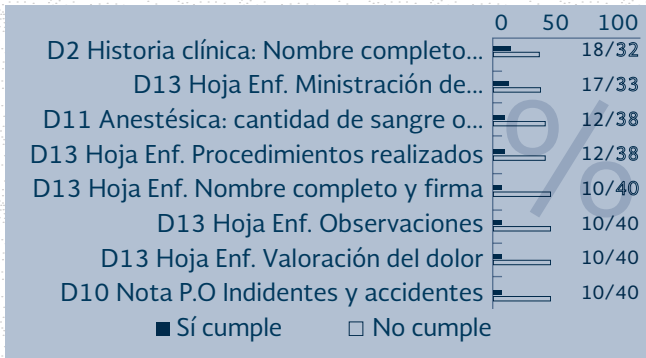 0 50 100
D2 Historia clínica: Nombre completo... 18/32
D13 Hoja Enf. Ministración de... 17/33
D11 Anestésica: cantidad de sangre o... 12/38
D13 Hoja Enf. Procedimientos realizados 12/38
D13 Hoja Enf. Nombre completo y firma 10/40
D13 Hoja Enf. Observaciones 10/40
D13 Hoja Enf. Valoración del dolor 10/40
D10 Nota P.O Indidentes y accidentes 10/40
%
Sí cumple No cumple